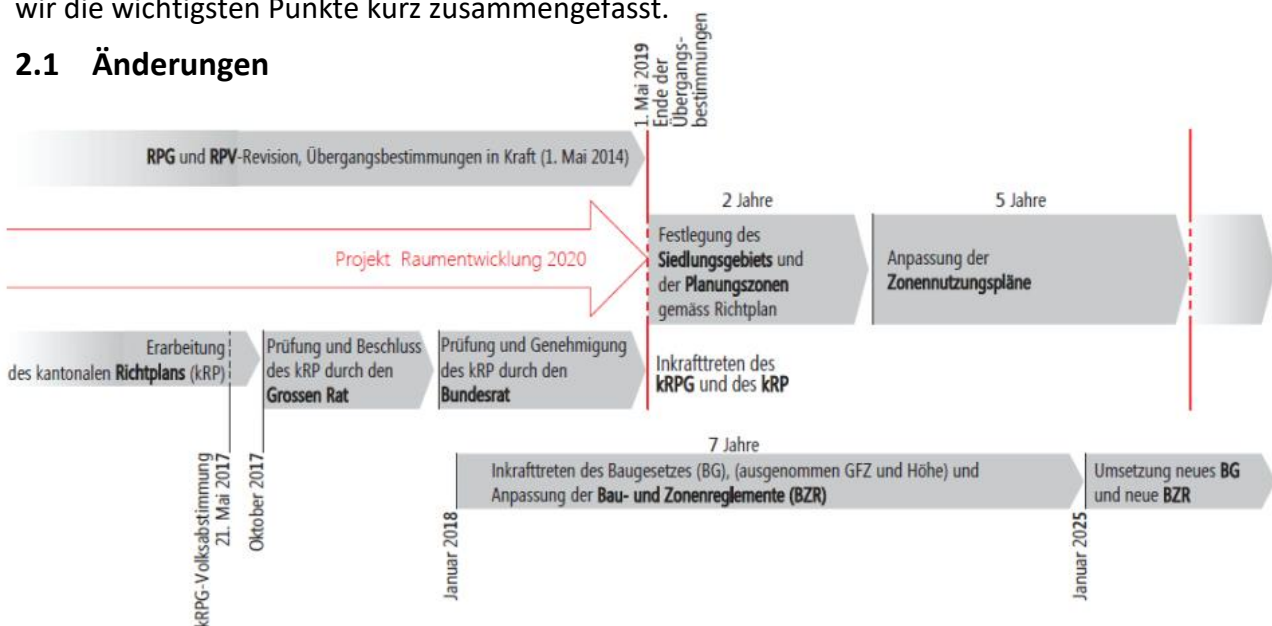 wir die wichtigsten Punkte kurz zusammengefasst.
2.1 Änderungen
1. Mai 2019
Ende der
Übergangs-
bestimmungen
RPG und RPV-Revision, Übergangsbestimmungen in Kraft (1. Mai 2014)
2 Jahre
5 Jahre
Projekt Raumentwicklung 2020
Festlegung des
Siedlungsgebiets und
der Planungszonen
gemäss Richtplan
Anpassung der
Zonennutzungspläne
Erarbeitung
des kantonalen Richtplans (kRP)
Prüfung und Beschluss
des kRP durch den
Grossen Rat
Prüfung und Genehmigung
des kRP durch den
Bundesrat
Inkrafttreten des
kRPG und des kRP
kRPG-Volksabstimmung
21. Mai 2017
Oktober 2017
7 Jahre
Inkrafttreten des Baugesetzes (BG), (ausgenommen GFZ und Höhe) und
Anpassung der Bau- und Zonenreglemente (BZR)
Umsetzung neues BG
und neue BZR
Januar 2018
Januar 2025